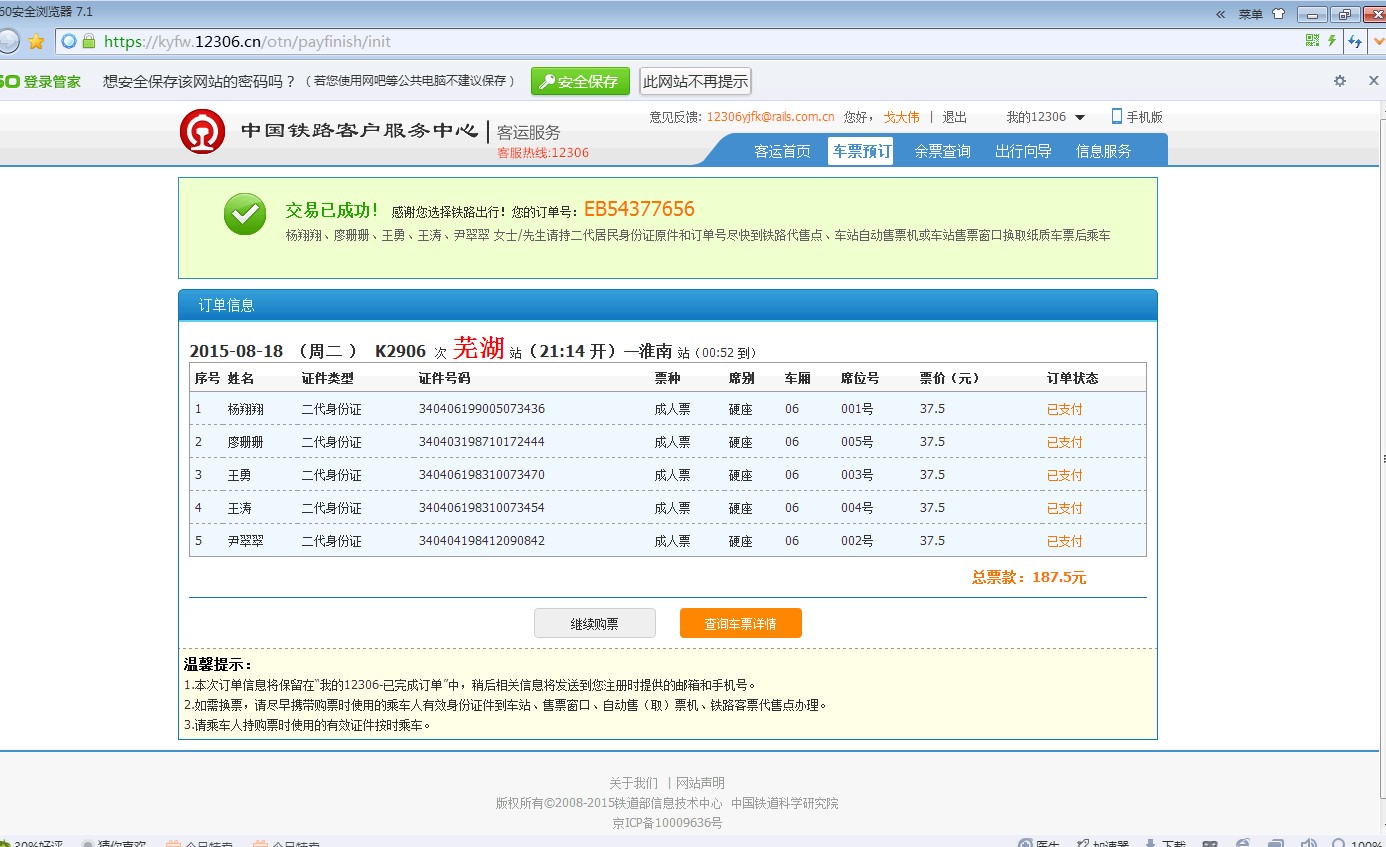 60安全浏览器 7.1
« 菜单
https://kyfw.12306.cn/otn/payfinish/init
登录管家 想安全保存该网站的密码吗？（若您使用网吧等公共电脑不建议保存） 安全保存 此网站不再提示
意见反馈: 12306yjfk@rails.com.cn 您好， 戈大伟 | 退出 我的12306 手机版
中国铁路客户服务中心 | 客运服务
客服热线:12306
客运首页 车票预订 余票查询 出行向导 信息服务
交易已成功！ 感谢您选择铁路出行！您的订单号：EB54377656
杨翔翔、廖珊珊、王勇、王涛、尹翠翠 女士/先生请持二代居民身份证原件和订单号尽快到铁路代售点、车站自动售票机或车站售票窗口换取纸质车票后乘车
订单信息
2015-08-18 （周二 ） K2906 次 芜湖 站（21:14 开）—淮南 站（00:52 到）
序号 姓名 证件类型 证件号码 票种 席别 车厢 席位号 票价（元） 订单状态
1 杨翔翔 二代身份证 340406199005073436 成人票 硬座 06 001号 37.5 已支付
2 廖珊珊 二代身份证 340403198710172444 成人票 硬座 06 005号 37.5 已支付
3 王勇 二代身份证 340406198310073470 成人票 硬座 06 003号 37.5 已支付
4 王涛 二代身份证 340406198310073454 成人票 硬座 06 004号 37.5 已支付
5 尹翠翠 二代身份证 340404198412090842 成人票 硬座 06 002号 37.5 已支付
总票款：187.5元
继续购票 查询车票详情
温馨提示：
1.本次订单信息将保留在“我的12306-已完成订单”中，稍后相关信息将发送到您注册时提供的邮箱和手机号。
2.如需换票，请尽早携带购票时使用的乘车人有效身份证件到车站、售票窗口、自动售（取）票机、铁路客票代售点办理。
3.请乘车人持购票时使用的有效证件按时乘车。
关于我们 | 网站声明
版权所有©2008-2015铁道部信息技术中心 中国铁道科学研究院
京ICP备10009636号
30%好评 猜你喜欢 今日特卖 今日特卖 医生 加速器 下载 100%